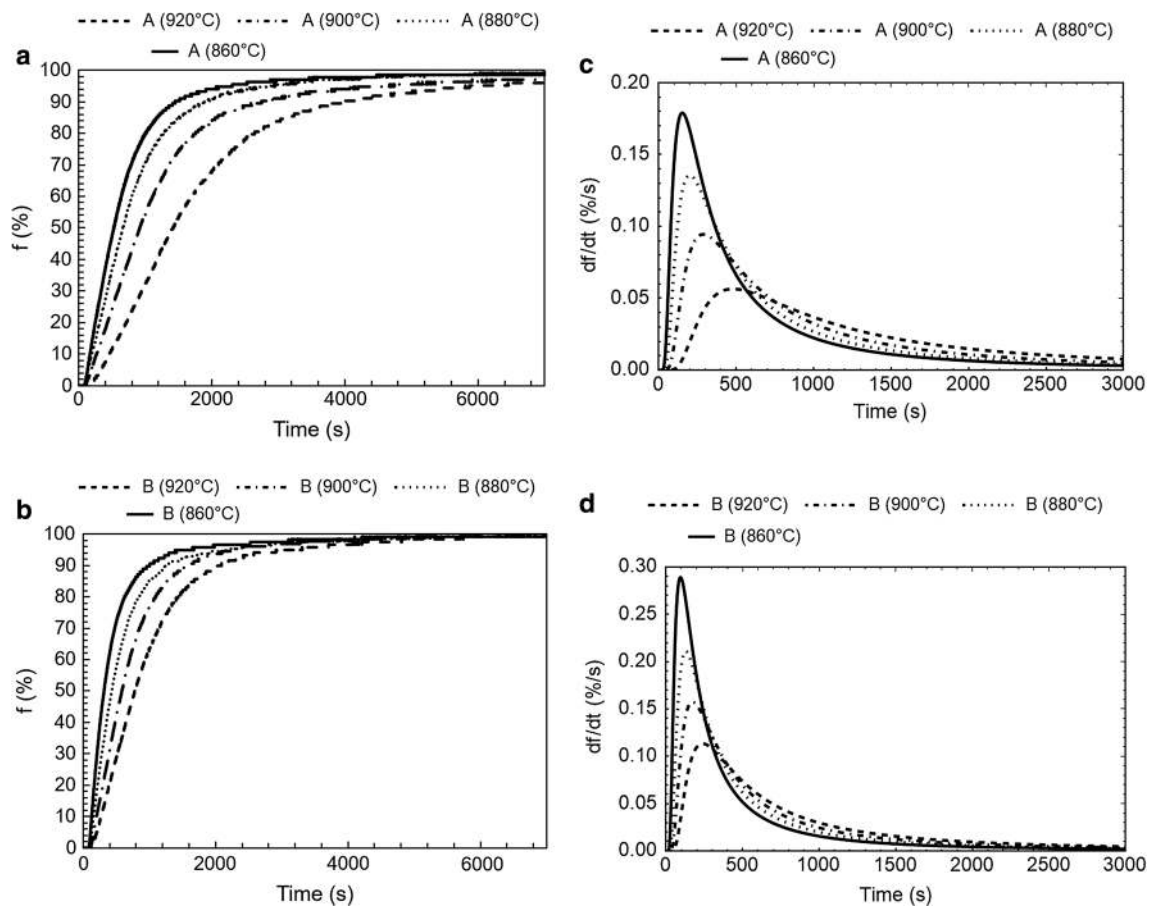 A (920°C) A (900°C) A (880°C)
A (860°C)
a
100
90
80
70
60
50
40
30
20
10
0
f (%)
0 2000 4000 6000
Time (s)
A (920°C) A (900°C) A (880°C)
A (860°C)
c
0.20
0.15
0.10
0.05
0.00
df/dt (%/s)
0 500 1000 1500 2000 2500 3000
Time (s)
B (920°C) B (900°C) B (880°C)
B (860°C)
b
100
90
80
70
60
50
40
30
20
10
0
f (%)
0 2000 4000 6000
Time (s)
B (920°C) B (900°C) B (880°C)
B (860°C)
d
0.30
0.25
0.20
0.15
0.10
0.05
0.00
df/dt (%/s)
0 500 1000 1500 2000 2500 3000
Time (s)